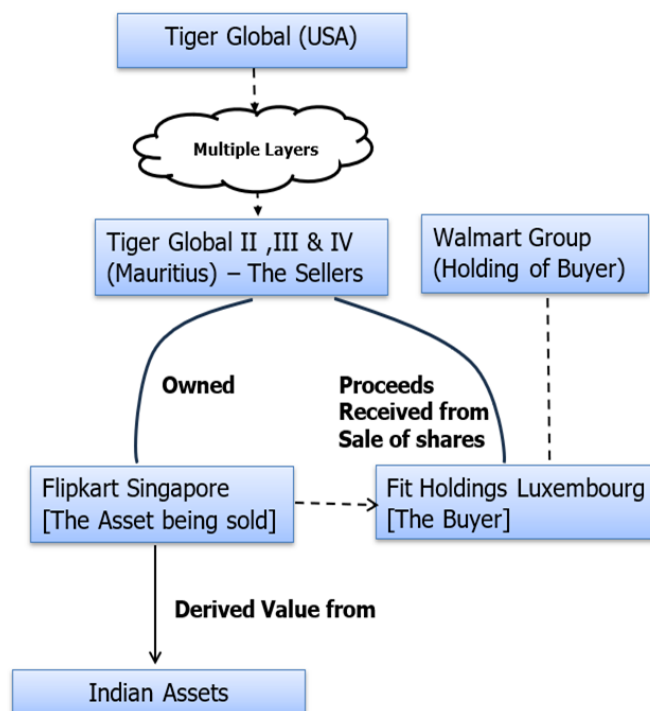 Tiger Global (USA)
Multiple Layers
Tiger Global II ,III & IV
(Mauritius) – The Sellers
Walmart Group
(Holding of Buyer)
Owned
Proceeds
Received from
Sale of shares
Flipkart Singapore
[The Asset being sold]
Fit Holdings Luxembourg
[The Buyer]
Derived Value from
Indian Assets